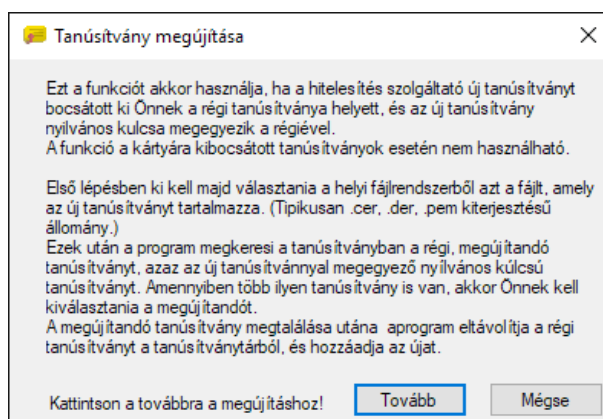 Tanúsítvány megújítása
Ezt a funkciót akkor használja, ha a hitelesítés szolgáltató új tanúsítványt
bocsátott ki Önnek a régi tanúsítványa helyett, és az új tanúsítvány
nyilvános kulcsa megegyezik a régiével.
A funkció a kártyára kibocsátott tanúsítványok esetén nem használható.
Első lépésben ki kell majd választania a helyi fájlrendszerből azt a fájlt, amely
az új tanúsítványt tartalmazza. (Tipikusan .cer, .der, .pem kiterjesztésű
állomány.)
Ezek után a program megkeresi a tanúsítványban a régi, megújítandó
tanúsítványt, azaz az új tanúsítvánnyal megegyező nyílvános kúlcsú
tanúsítványt. Amennyiben több ilyen tanúsítvány is van, akkor Önnek kell
kiválasztania a megújítandót.
A megújítandó tanúsítvány megtalálása utána  aprogram eltávolítja a régi
tanúsítványt a tanúsítványtárból, és hozzáadja az újat.
Kattintson a továbbra a megújításhoz!
Tovább
Mégse